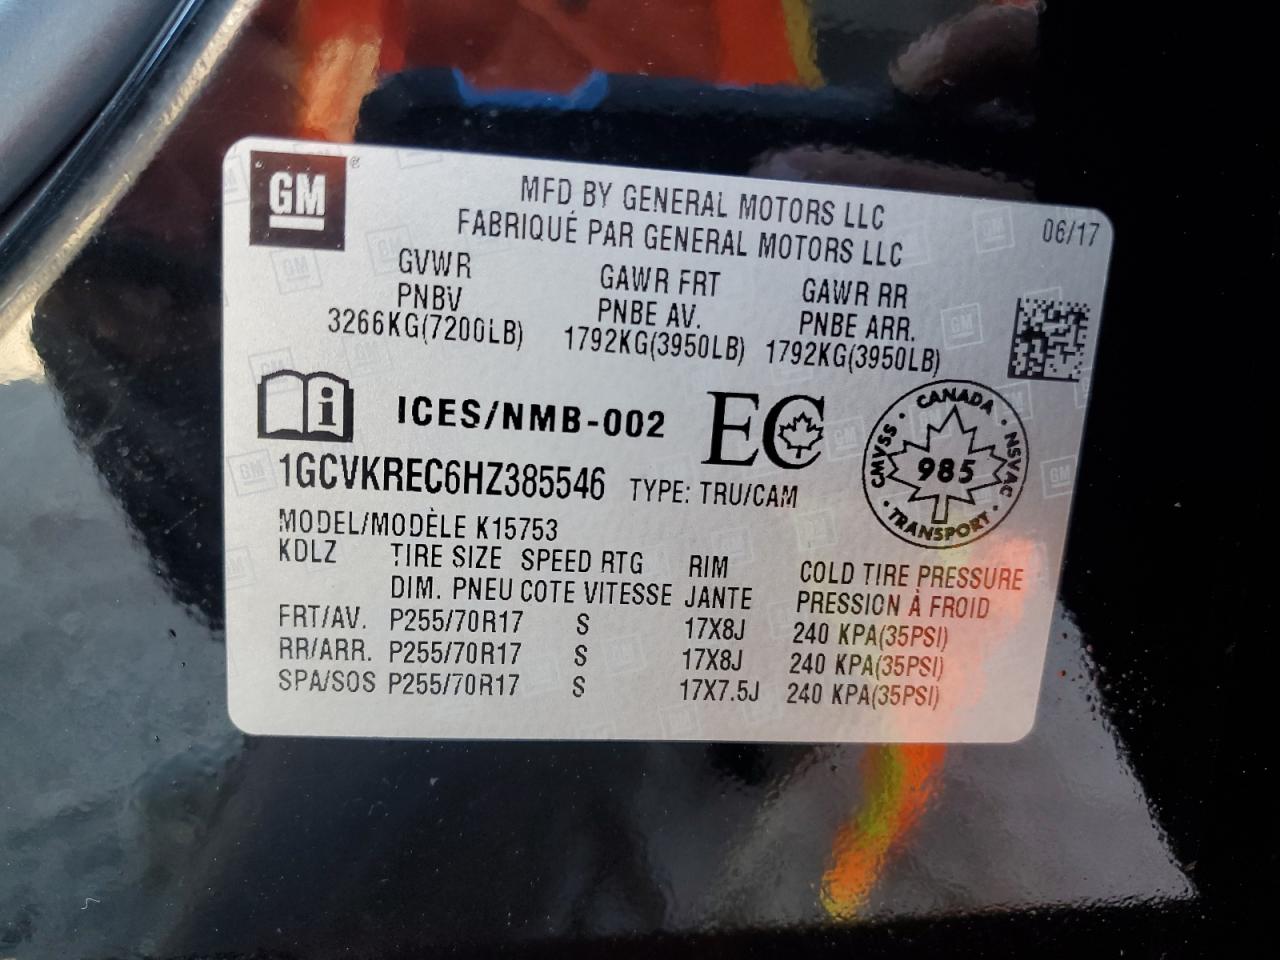 GM
MFD BY GENERAL MOTORS LLC
FABRIQUÉ PAR GENERAL MOTORS LLC
06/17
GVWR GAWR FRT GAWR RR
PNBV PNBE AV. PNBE ARR.
3266KG(7200LB) 1792KG(3950LB) 1792KG(3950LB)
ICES/NMB-002 EC
CANADA
CMVSS 985 NSVAC
TRANSPORT
1GCVKREC6HZ385546 TYPE: TRU/CAM
MODEL/MODÈLE K15753
KDLZ TIRE SIZE SPEED RTG RIM COLD TIRE PRESSURE
DIM. PNEU COTE VITESSE JANTE PRESSION À FROID
FRT/AV. P255/70R17 S 17X8J 240 KPA(35PSI)
RR/ARR. P255/70R17 S 17X8J 240 KPA(35PSI)
SPA/SOS P255/70R17 S 17X7.5J 240 KPA(35PSI)